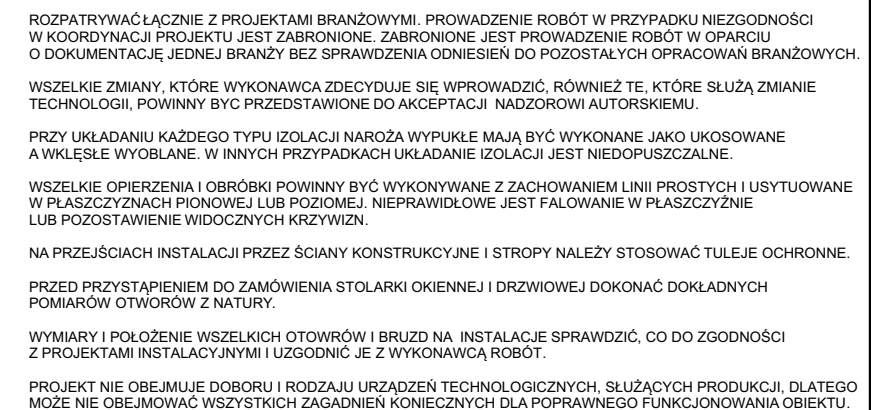 ROZPATRYWAĆ ŁĄCZNIE Z PROJEKTAMI BRANŻOWYMI. PROWADZENIE ROBÓT W PRZYPADKU NIEZGODNOŚCI
W KOORDYNACJI PROJEKTU JEST ZABRONIONE. ZABRONIONE JEST PROWADZENIE ROBÓT W OPARCIU
O DOKUMENTACJĘ JEDNEJ BRANŻY BEZ SPRAWDZENIA ODNIESIEŃ DO POZOSTAŁYCH OPRACOWAŃ BRANŻOWYCH.
WSZELKIE ZMIANY, KTÓRE WYKONAWCA ZDECYDUJE SIĘ WPROWADZIĆ, RÓWNIEŻ TE, KTÓRE SŁUŻĄ ZMIANIE
TECHNOLOGII, POWINNY BYC PRZEDSTAWIONE DO AKCEPTACJI NADZOROWI AUTORSKIEMU.
PRZY UKŁADANIU KAŻDEGO TYPU IZOLACJI NAROŻA WYPUKŁE MAJĄ BYĆ WYKONANE JAKO UKOSOWANE
A WKLĘSŁE WYOBLANE. W INNYCH PRZYPADKACH UKŁADANIE IZOLACJI JEST NIEDOPUSZCZALNE.
WSZELKIE OPIERZENIA I OBRÓBKI POWINNY BYĆ WYKONYWANE Z ZACHOWANIEM LINII PROSTYCH I USYTUOWANE
W PŁASZCZYZNACH PIONOWEJ LUB POZIOMEJ. NIEPRAWIDŁOWE JEST FALOWANIE W PŁASZCZYŹNIE
LUB POZOSTAWIENIE WIDOCZNYCH KRZYWIZN.
NA PRZEJŚCIACH INSTALACJI PRZEZ ŚCIANY KONSTRUKCYJNE I STROPY NALEŻY STOSOWAĆ TULEJE OCHRONNE.
PRZED PRZYSTĄPIENIEM DO ZAMÓWIENIA STOLARKI OKIENNEJ I DRZWIOWEJ DOKONAĆ DOKŁADNYCH
POMIARÓW OTWORÓW Z NATURY.
WYMIARY I POŁOŻENIE WSZELKICH OTOWRÓW I BRUZD NA INSTALACJE SPRAWDZIĆ, CO DO ZGODNOŚCI
Z PROJEKTAMI INSTALACYJNYMI I UZGODNIĆ JE Z WYKONAWCĄ ROBÓT.
PROJEKT NIE OBEJMUJE DOBORU I RODZAJU URZĄDZEŃ TECHNOLOGICZNYCH, SŁUŻĄCYCH PRODUKCJI, DLATEGO
MOŻE NIE OBEJMOWAĆ WSZYSTKICH ZAGADNIEŃ KONIECZNYCH DLA POPRAWNEGO FUNKCJONOWANIA OBIEKTU.